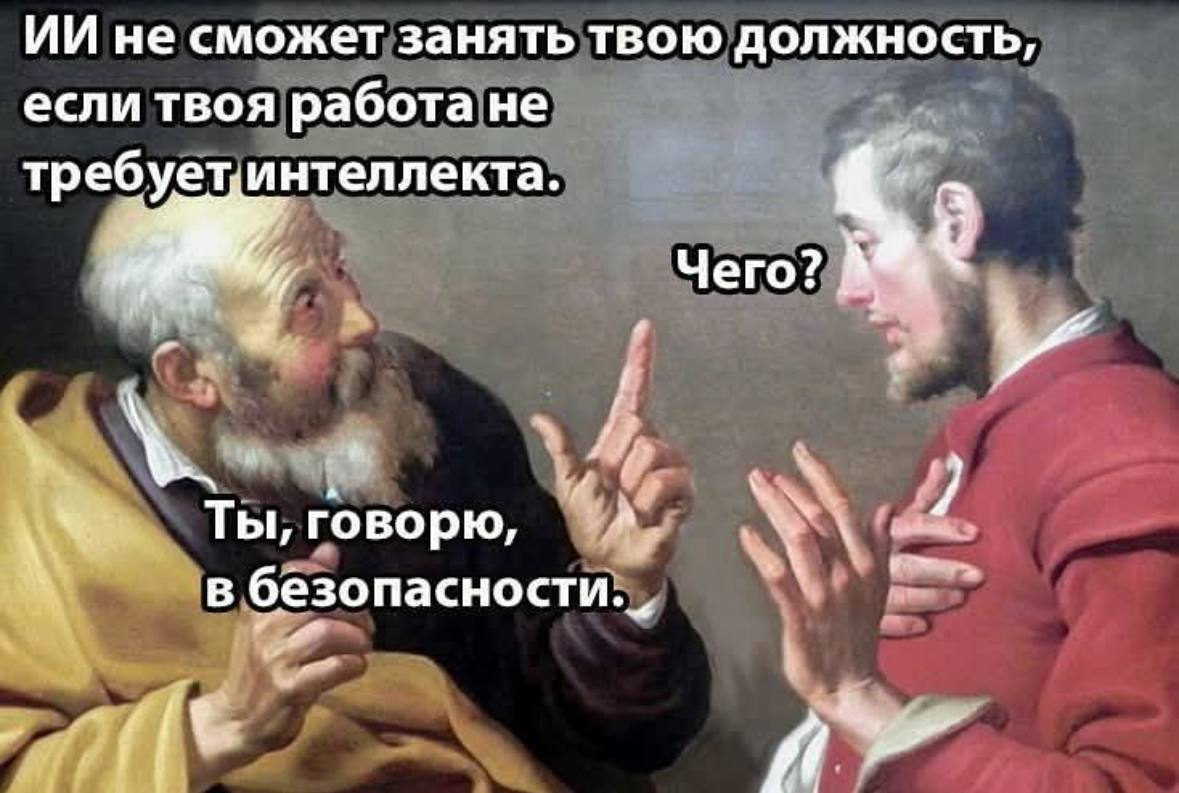 ИИ не сможет занять твою должность,
если твоя работа не
требует интеллекта.
Чего?
Ты, говорю,
в безопасности.